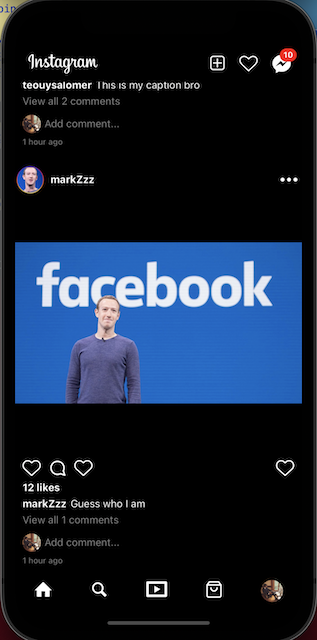 Instagram
10
teouysalomer This is my caption bro
View all 2 comments
Add comment...
1 hour ago
markZzz
facebook
12 likes
markZzz Guess who I am
View all 1 comments
Add comment...
1 hour ago